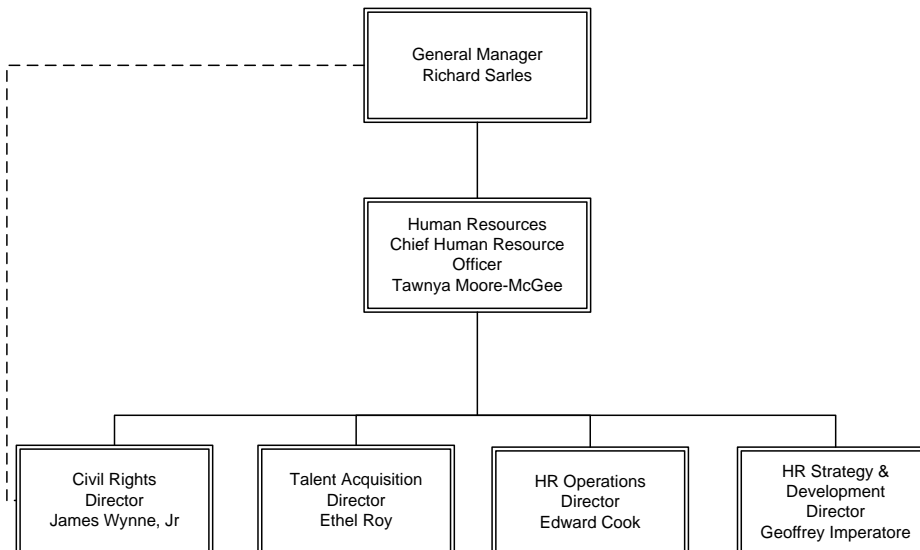 General Manager
Richard Sarles
Human Resources
Chief Human Resource
Officer
Tawnya Moore-McGee
Civil Rights
Director
James Wynne, Jr
Talent Acquisition
Director
Ethel Roy
HR Operations
Director
Edward Cook
HR Strategy &
Development
Director
Geoffrey Imperatore